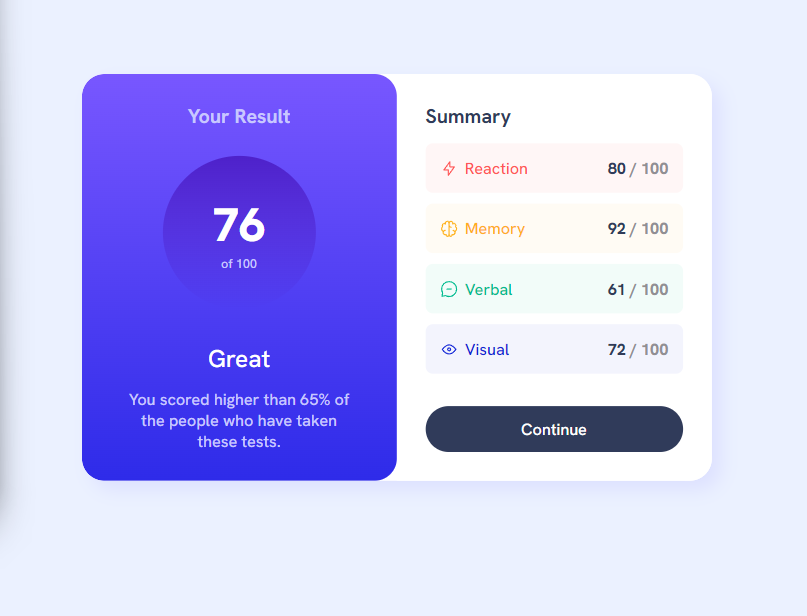 Your Result
76
of 100
Great
You scored higher than 65% of
the people who have taken
these tests.
Summary
Reaction 80 / 100
Memory 92 / 100
Verbal 61 / 100
Visual 72 / 100
Continue